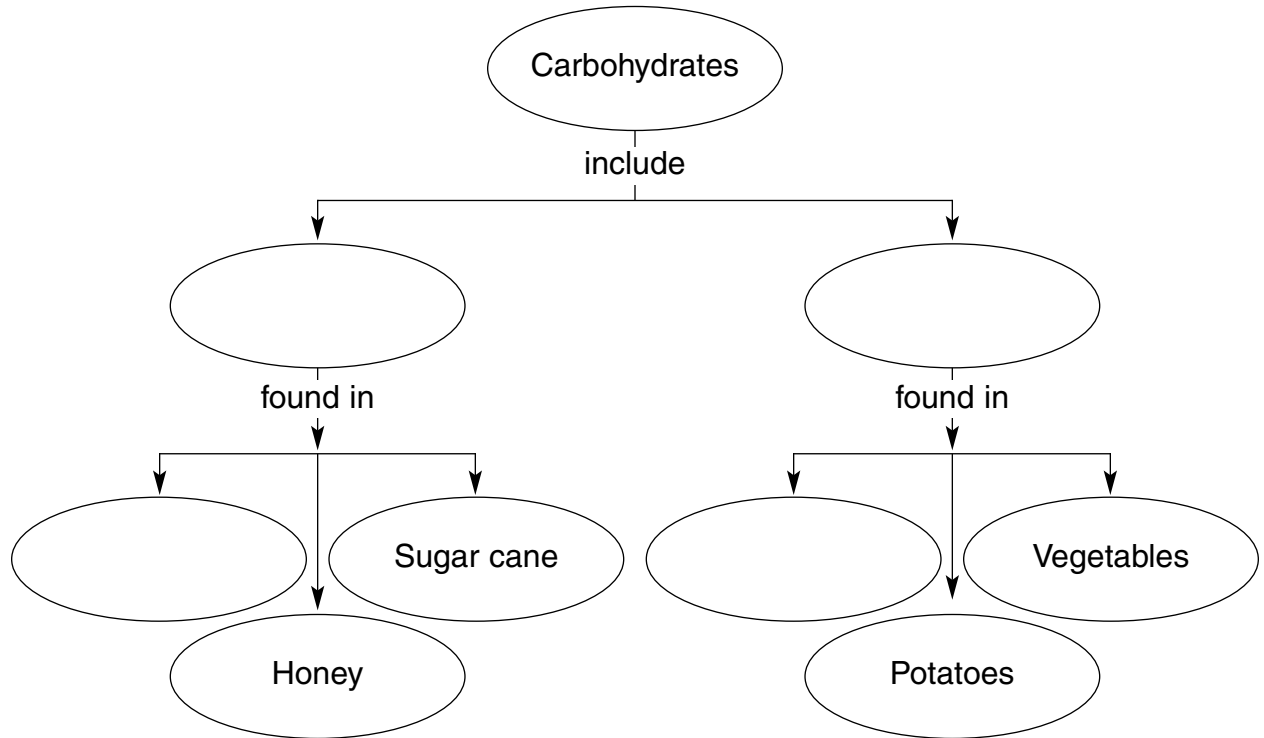 Carbohydrates
include
found in
found in
Sugar cane
Vegetables
Honey
Potatoes